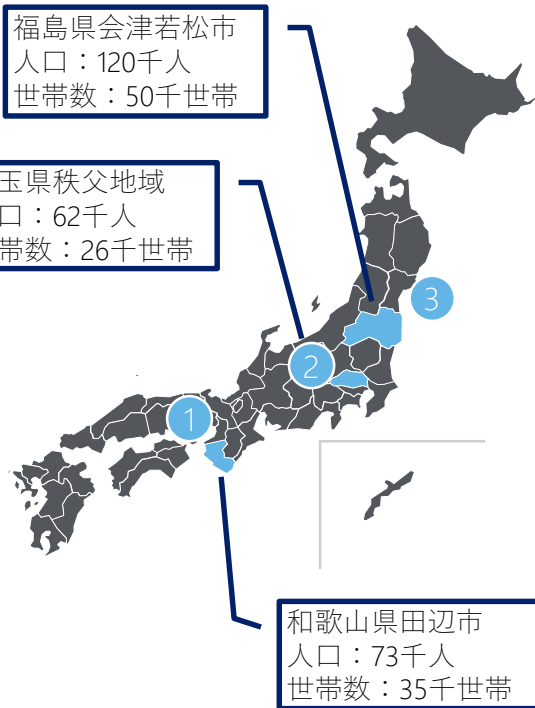 福島県会津若松市
人口：120千人
世帯数：50千世帯
玉県秩父地域
口：62千人
帯数：26千世帯
3
2
1
和歌山県田辺市
人口：73千人
世帯数：35千世帯